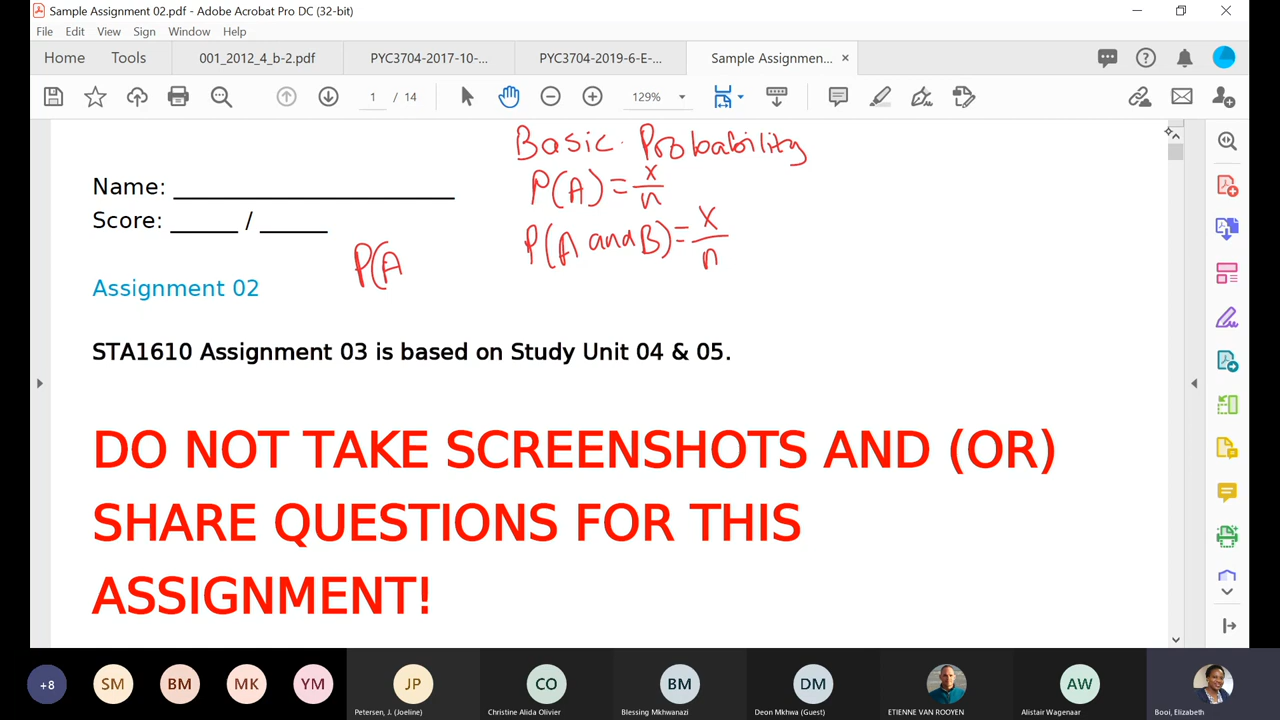 Sample Assignment 02.pdf - Adobe Acrobat Pro DC (32-bit)
File Edit View Sign Window Help
Home Tools 001_2012_4_b-2.pdf PYC3704-2017-10-... PYC3704-2019-6-E-... Sample Assignmen... ×
1 / 14 129%
Basic Probability
P(A) = x/n
P(A and B) = x/n
P(A
Name: ____________________
Score: _____ / _____
Assignment 02
STA1610 Assignment 03 is based on Study Unit 04 & 05.
DO NOT TAKE SCREENSHOTS AND (OR)
SHARE QUESTIONS FOR THIS
ASSIGNMENT!
+8 SM BM MK YM JP CO BM DM AW
Petersen, J. (Joeline) Christine Alida Olivier Blessing Mkhwanazi Deon Mkhwa (Guest) ETIENNE VAN ROOYEN Alistair Wagenaar Booi, Elizabeth